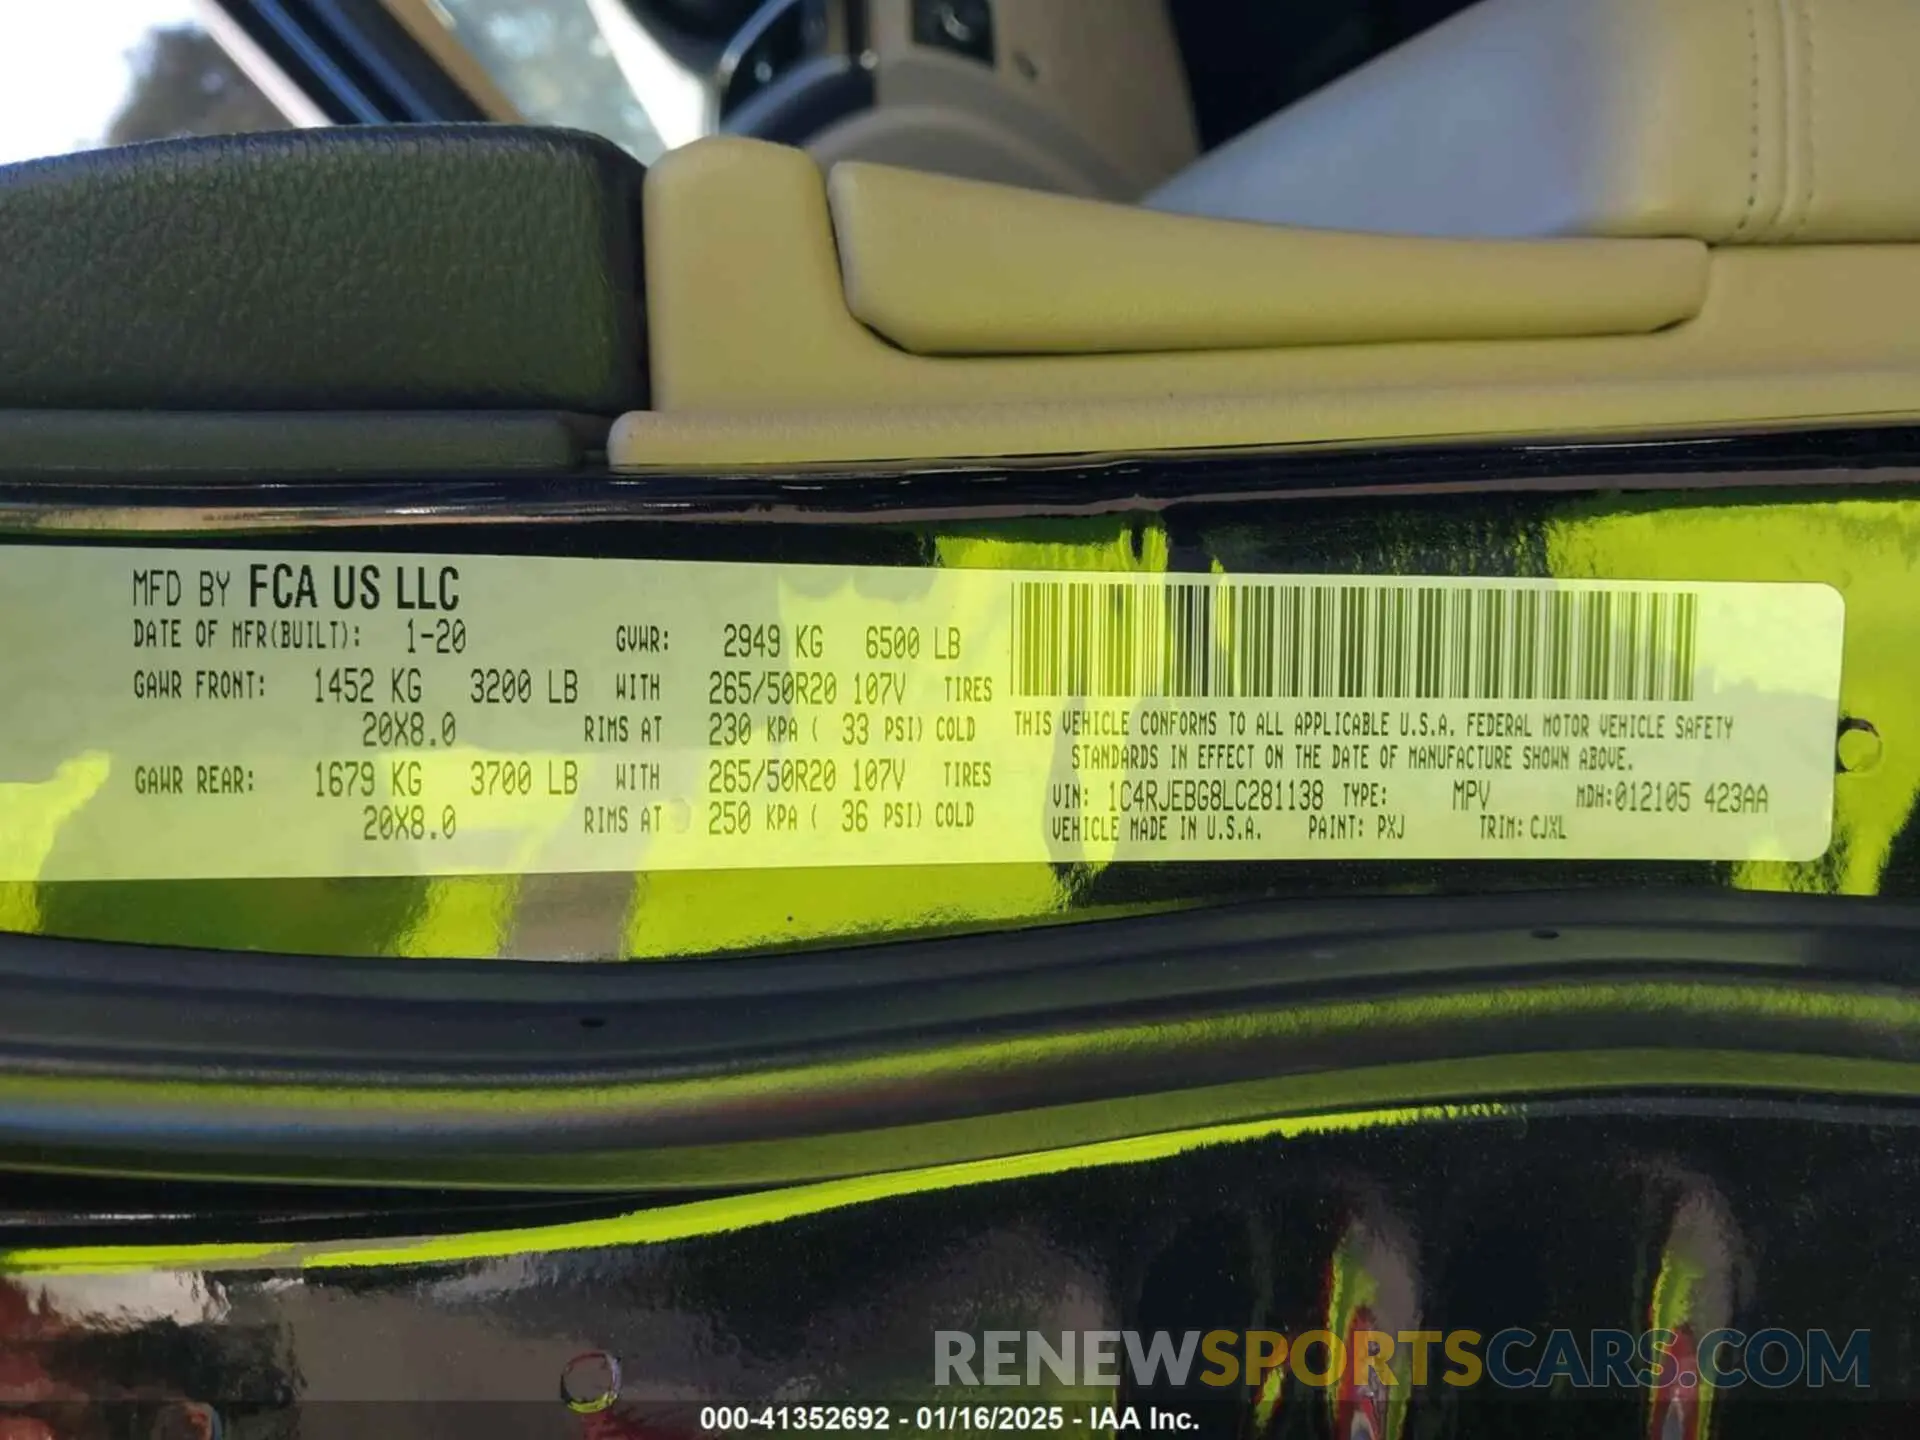 MFD BY FCA US LLC
DATE OF MFR(BUILT): 1-20 GVWR: 2949 KG 6500 LB
GAWR FRONT: 1452 KG 3200 LB WITH 265/50R20 107V TIRES
20X8.0 RIMS AT 230 KPA ( 33 PSI) COLD
GAWR REAR: 1679 KG 3700 LB WITH 265/50R20 107V TIRES
20X8.0 RIMS AT 250 KPA ( 36 PSI) COLD
THIS VEHICLE CONFORMS TO ALL APPLICABLE U.S.A. FEDERAL MOTOR VEHICLE SAFETY
STANDARDS IN EFFECT ON THE DATE OF MANUFACTURE SHOWN ABOVE.
VIN: 1C4RJEBG8LC281138 TYPE: MPV MDH:012105 423AA
VEHICLE MADE IN U.S.A. PAINT: PXJ TRIM: CJXL
RENEWSPORTSCARS.COM
000-41352692 - 01/16/2025 - IAA Inc.